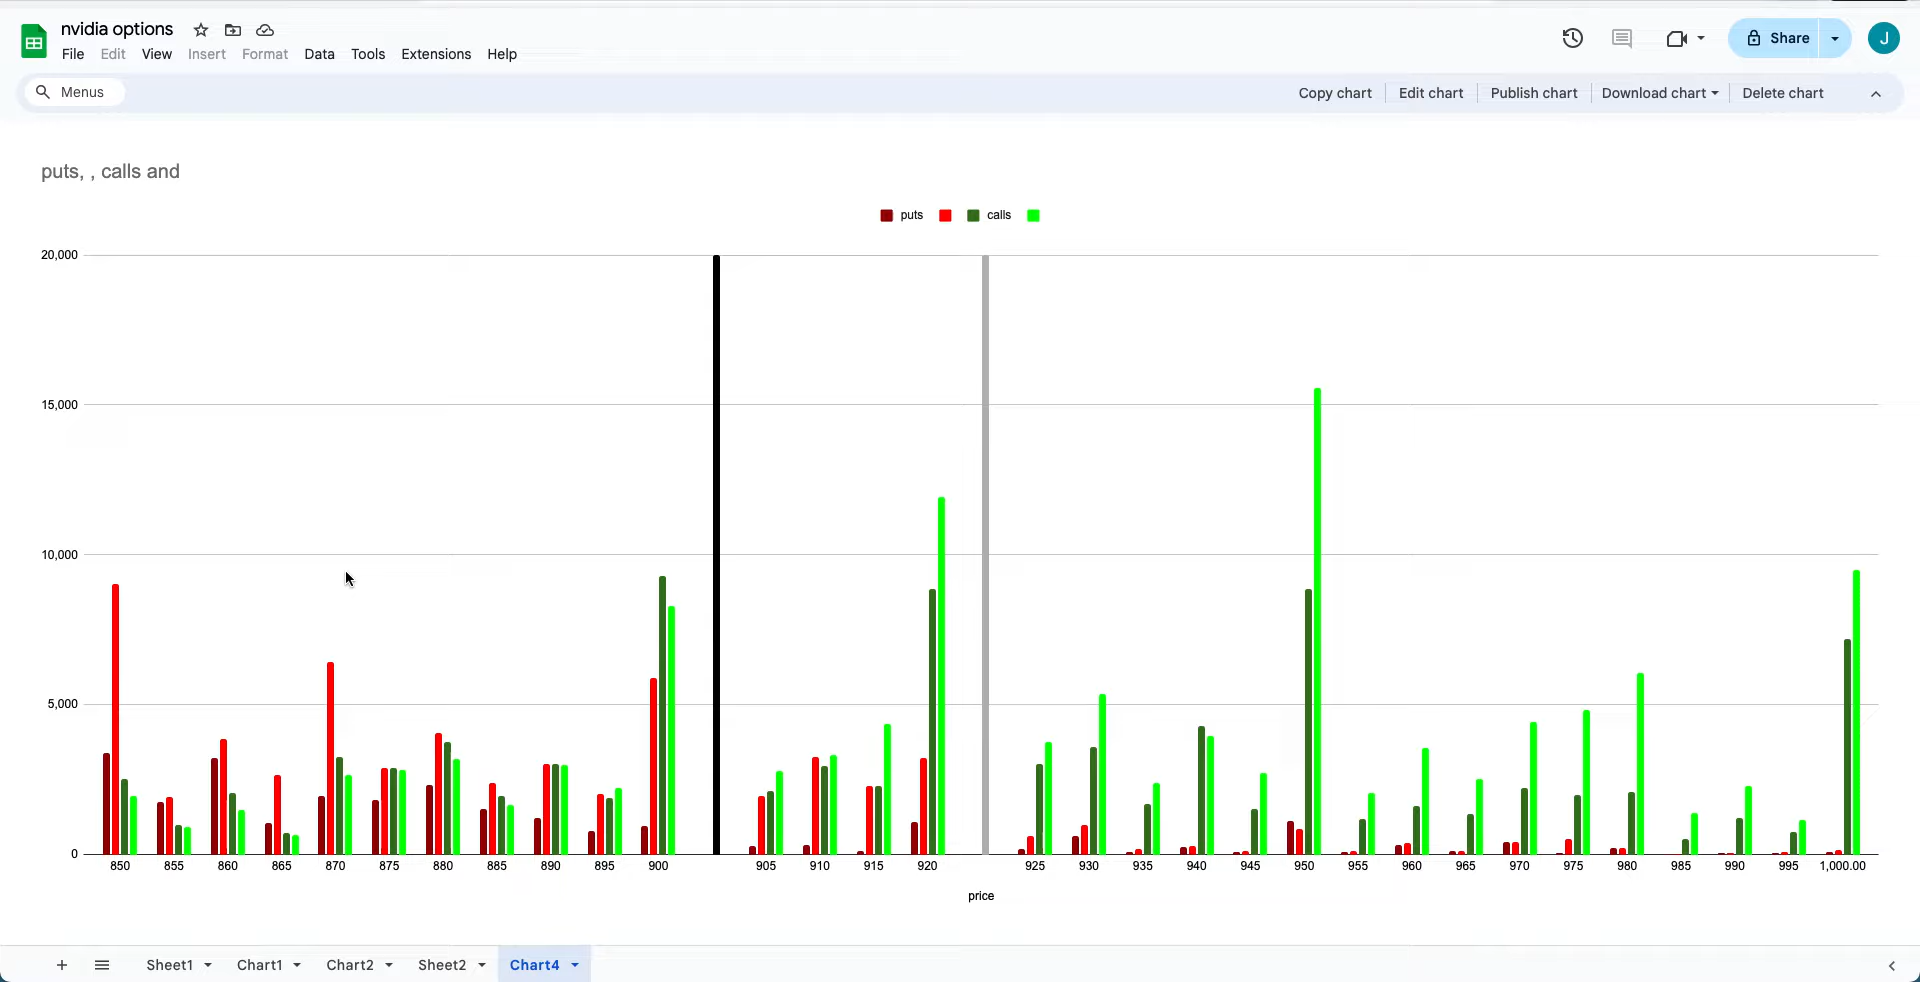 nvidia options
File Edit View Insert Format Data Tools Extensions Help
Share
J
Menus
Copy chart Edit chart Publish chart Download chart Delete chart
puts, , calls and
puts calls
20,000
15,000
10,000
5,000
0
850 855 860 865 870 875 880 885 890 895 900 905 910 915 920 925 930 935 940 945 950 955 960 965 970 975 980 985 990 995 1,000.00
price
Sheet1 Chart1 Chart2 Sheet2 Chart4